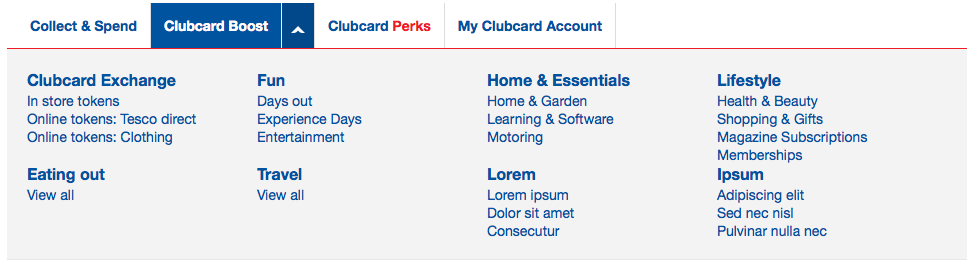 Collect & Spend
Clubcard Boost
Clubcard Perks
My Clubcard Account
Clubcard Exchange
In store tokens
Online tokens: Tesco direct
Online tokens: Clothing
Fun
Days out
Experience Days
Entertainment
Home & Essentials
Home & Garden
Learning & Software
Motoring
Lifestyle
Health & Beauty
Shopping & Gifts
Magazine Subscriptions
Memberships
Eating out
View all
Travel
View all
Lorem
Lorem ipsum
Dolor sit amet
Consecutur
Ipsum
Adipiscing elit
Sed nec nisl
Pulvinar nulla nec